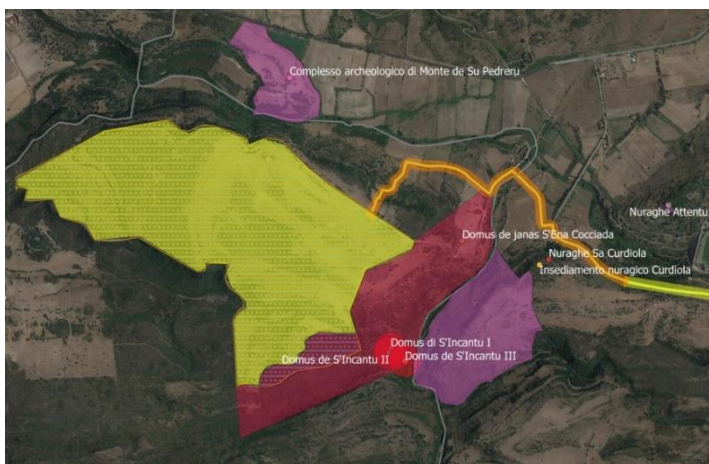 Complesso archeologico di Monte de Su Pedreru
Nuraghe Attentu
Domus de janas S'Ena Cocciada
Nuraghe Sa Curdiola
Insediamento nuragico Curdiola
Domus di S'Incantu I
Domus de S'Incantu II
Domus de S'Incantu III